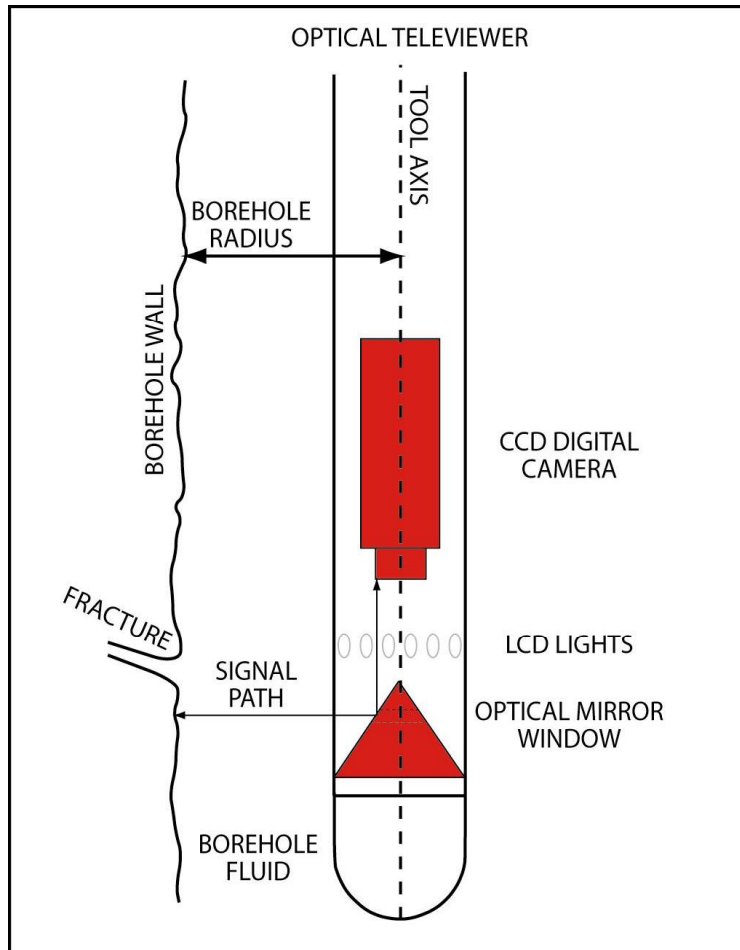 OPTICAL TELEVIEWER
TOOL AXIS
BOREHOLE
RADIUS
BOREHOLE WALL
CCD DIGITAL
CAMERA
FRACTURE
LCD LIGHTS
SIGNAL
PATH
OPTICAL MIRROR
WINDOW
BOREHOLE
FLUID